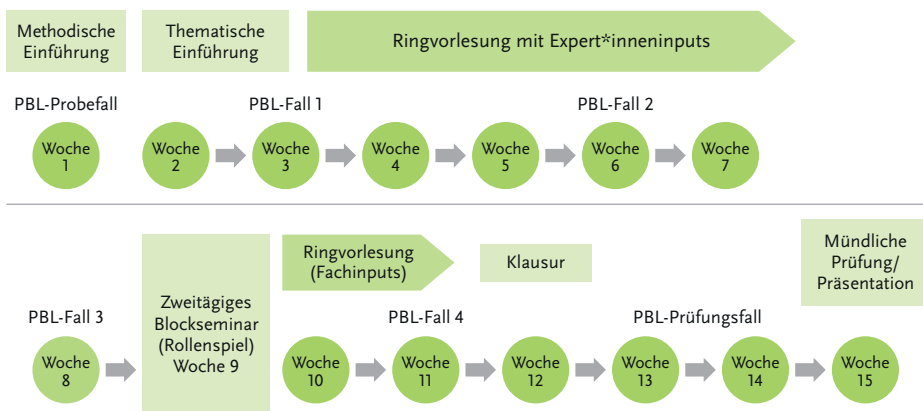 Methodische
Einführung
Thematische
Einführung
Ringvorlesung mit Expert*inneninputs
PBL-Probefall
PBL-Fall 1
PBL-Fall 2
Woche
1
Woche
2
Woche
3
Woche
4
Woche
5
Woche
6
Woche
7
Zweitägiges
Blockseminar
(Rollenspiel)
Woche 9
Ringvorlesung
(Fachinputs)
Klausur
Mündliche
Prüfung/
Präsentation
PBL-Fall 3
PBL-Fall 4
PBL-Prüfungsfall
Woche
8
Woche
10
Woche
11
Woche
12
Woche
13
Woche
14
Woche
15